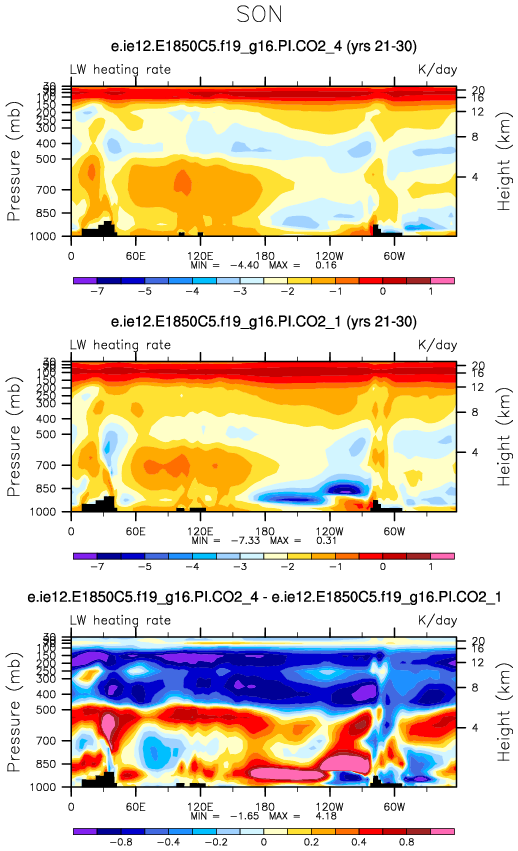 SON
e.ie12.E1850C5.f19_g16.PI.CO2_4 (yrs 21-30)
LW heating rate K/day
30
50
70
100
150
200
250
300
400
500
700
850
1000
Pressure (mb)
20
16
12
8
4
Height (km)
0 60E 120E 180 120W 60W
MIN = -4.40 MAX = 0.16
-7 -5 -4 -3 -2 -1 0 1
e.ie12.E1850C5.f19_g16.PI.CO2_1 (yrs 21-30)
LW heating rate K/day
30
50
70
100
150
200
250
300
400
500
700
850
1000
Pressure (mb)
20
16
12
8
4
Height (km)
0 60E 120E 180 120W 60W
MIN = -7.33 MAX = 0.31
-7 -5 -4 -3 -2 -1 0 1
e.ie12.E1850C5.f19_g16.PI.CO2_4 - e.ie12.E1850C5.f19_g16.PI.CO2_1
LW heating rate K/day
30
50
70
100
150
200
250
300
400
500
700
850
1000
Pressure (mb)
20
16
12
8
4
Height (km)
0 60E 120E 180 120W 60W
MIN = -1.65 MAX = 4.18
-0.8 -0.4 -0.2 0 0.2 0.4 0.8